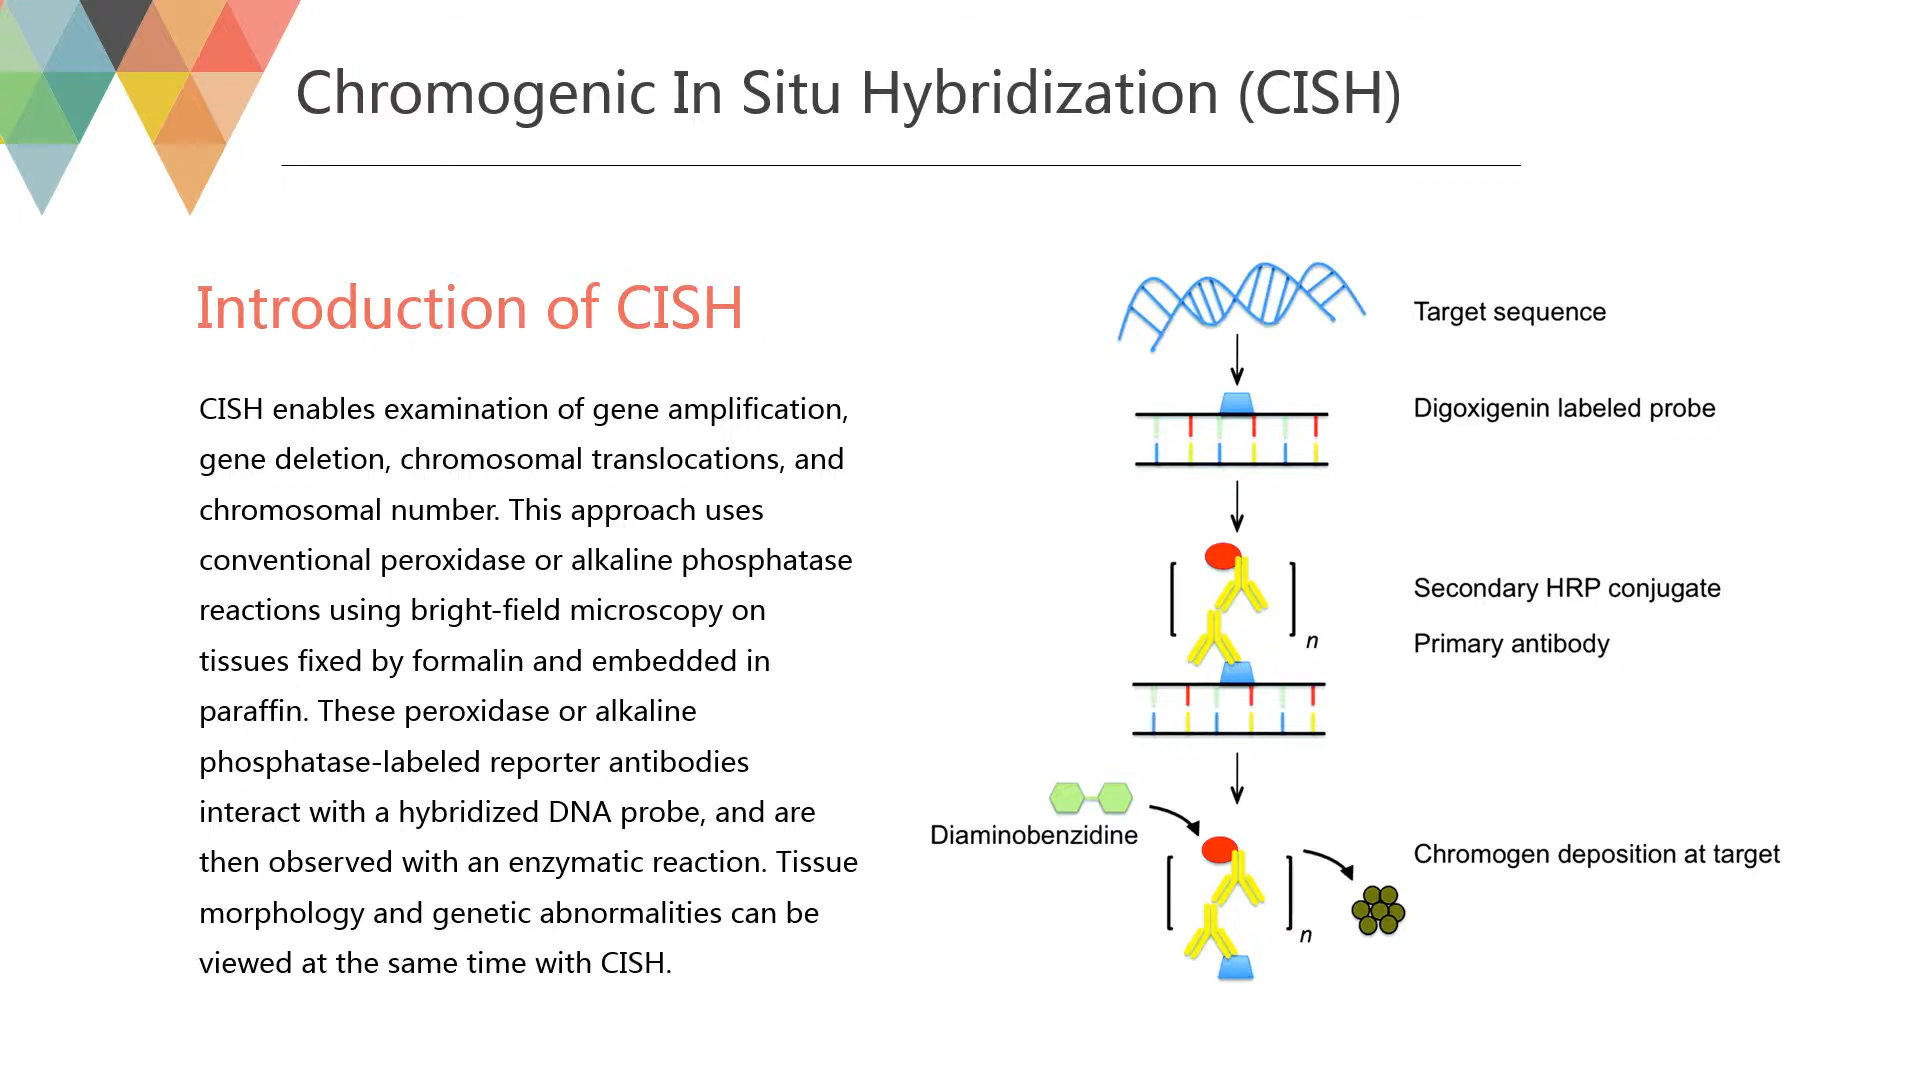 Chromogenic In Situ Hybridization (CISH)
Introduction of CISH
CISH enables examination of gene amplification,
gene deletion, chromosomal translocations, and
chromosomal number. This approach uses
conventional peroxidase or alkaline phosphatase
reactions using bright-field microscopy on
tissues fixed by formalin and embedded in
paraffin. These peroxidase or alkaline
phosphatase-labeled reporter antibodies
interact with a hybridized DNA probe, and are
then observed with an enzymatic reaction. Tissue
morphology and genetic abnormalities can be
viewed at the same time with CISH.
Target sequence
Digoxigenin labeled probe
Secondary HRP conjugate
n
Primary antibody
Diaminobenzidine
Chromogen deposition at target
n